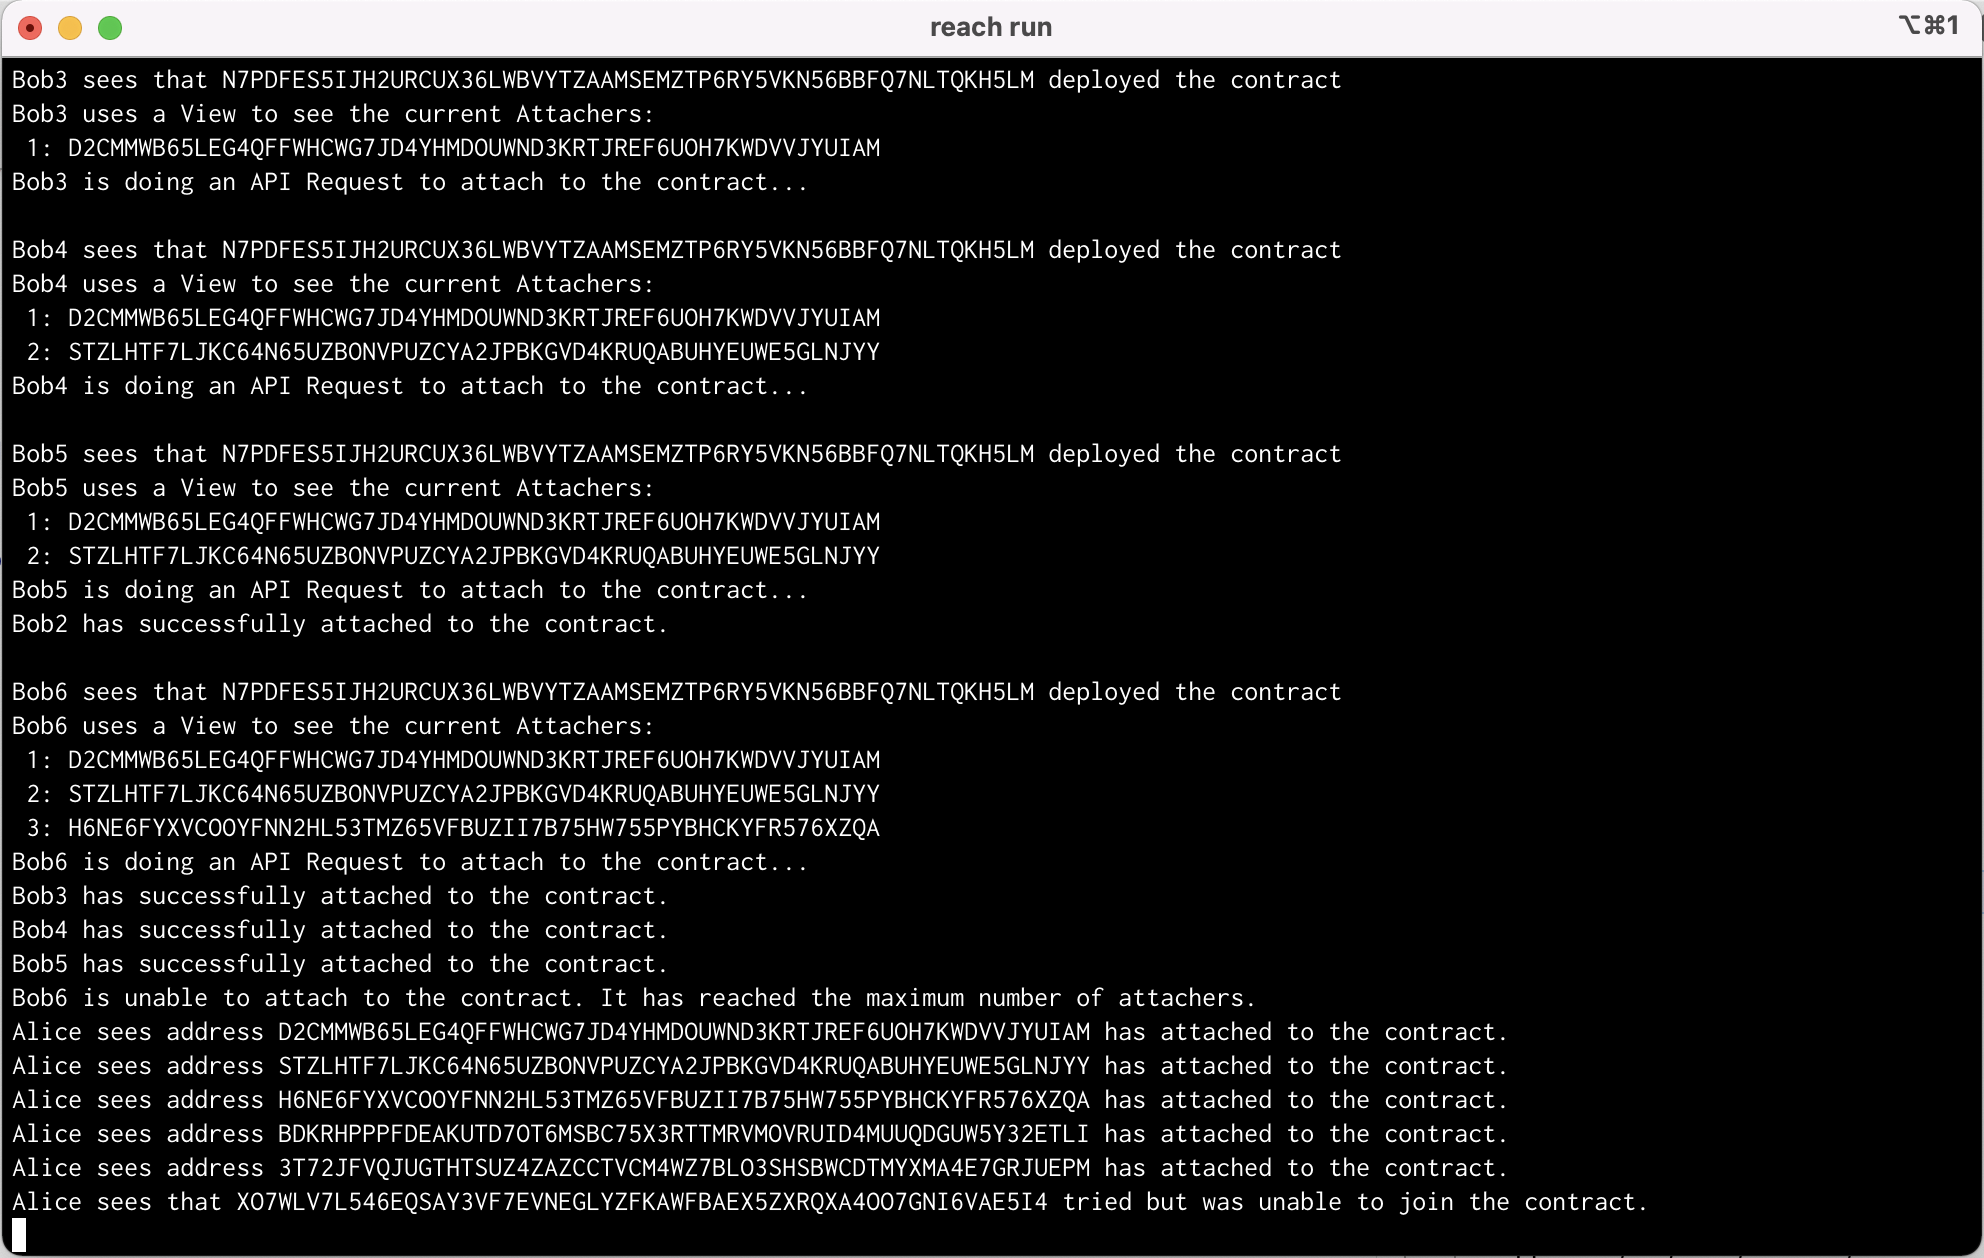 reach run
⌥⌘1
Bob3 sees that N7PDFES5IJH2URCUX36LWBVYTZAAMSEMZTP6RY5VKN56BBFQ7NLTQKH5LM deployed the contract
Bob3 uses a View to see the current Attachers:
1: D2CMMWB65LEG4QFFWHCWG7JD4YHMDOUWND3KRTJREF6UOH7KWDVVJYUIAM
Bob3 is doing an API Request to attach to the contract...
Bob4 sees that N7PDFES5IJH2URCUX36LWBVYTZAAMSEMZTP6RY5VKN56BBFQ7NLTQKH5LM deployed the contract
Bob4 uses a View to see the current Attachers:
1: D2CMMWB65LEG4QFFWHCWG7JD4YHMDOUWND3KRTJREF6UOH7KWDVVJYUIAM
2: STZLHTF7LJKC64N65UZBONVPUZCYA2JPBKGVD4KRUQABUHYEUWE5GLNJYY
Bob4 is doing an API Request to attach to the contract...
Bob5 sees that N7PDFES5IJH2URCUX36LWBVYTZAAMSEMZTP6RY5VKN56BBFQ7NLTQKH5LM deployed the contract
Bob5 uses a View to see the current Attachers:
1: D2CMMWB65LEG4QFFWHCWG7JD4YHMDOUWND3KRTJREF6UOH7KWDVVJYUIAM
2: STZLHTF7LJKC64N65UZBONVPUZCYA2JPBKGVD4KRUQABUHYEUWE5GLNJYY
Bob5 is doing an API Request to attach to the contract...
Bob2 has successfully attached to the contract.
Bob6 sees that N7PDFES5IJH2URCUX36LWBVYTZAAMSEMZTP6RY5VKN56BBFQ7NLTQKH5LM deployed the contract
Bob6 uses a View to see the current Attachers:
1: D2CMMWB65LEG4QFFWHCWG7JD4YHMDOUWND3KRTJREF6UOH7KWDVVJYUIAM
2: STZLHTF7LJKC64N65UZBONVPUZCYA2JPBKGVD4KRUQABUHYEUWE5GLNJYY
3: H6NE6FYXVCOOYFNN2HL53TMZ65VFBUZII7B75HW755PYBHCKYFR576XZQA
Bob6 is doing an API Request to attach to the contract...
Bob3 has successfully attached to the contract.
Bob4 has successfully attached to the contract.
Bob5 has successfully attached to the contract.
Bob6 is unable to attach to the contract. It has reached the maximum number of attachers.
Alice sees address D2CMMWB65LEG4QFFWHCWG7JD4YHMDOUWND3KRTJREF6UOH7KWDVVJYUIAM has attached to the contract.
Alice sees address STZLHTF7LJKC64N65UZBONVPUZCYA2JPBKGVD4KRUQABUHYEUWE5GLNJYY has attached to the contract.
Alice sees address H6NE6FYXVCOOYFNN2HL53TMZ65VFBUZII7B75HW755PYBHCKYFR576XZQA has attached to the contract.
Alice sees address BDKRHPPPFDEAKUTD7OT6MSBC75X3RTTMRVMOVRUID4MUUQDGUW5Y32ETLI has attached to the contract.
Alice sees address 3T72JFVQJUGTHTSUZ4ZAZCCTVCM4WZ7BLO3SHSBWCDTMYXMA4E7GRJUEPM has attached to the contract.
Alice sees that XO7WLV7L546EQSAY3VF7EVNEGLYZFKAWFBAEX5ZXRQXA4OO7GNI6VAE5I4 tried but was unable to join the contract.